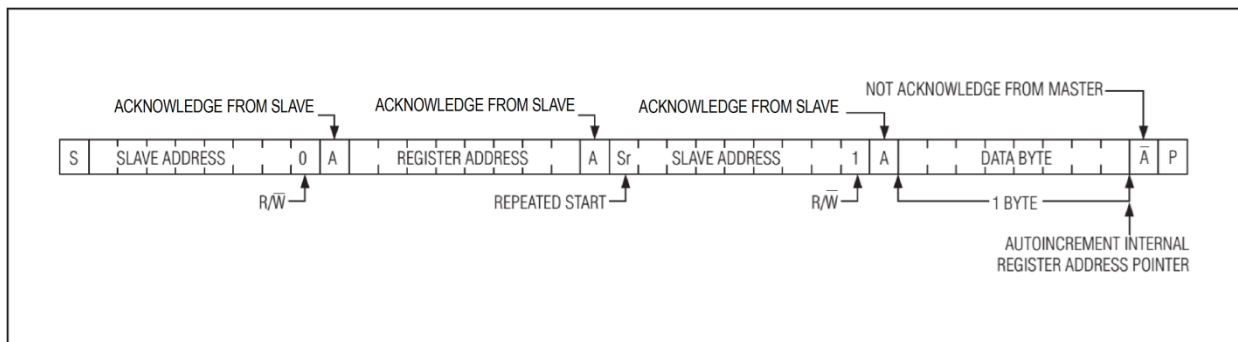 NOT ACKNOWLEDGE FROM MASTER
ACKNOWLEDGE FROM SLAVE ACKNOWLEDGE FROM SLAVE ACKNOWLEDGE FROM SLAVE
S SLAVE ADDRESS 0 A REGISTER ADDRESS A Sr SLAVE ADDRESS 1 A DATA BYTE A̅ P
R/W̅ REPEATED START R/W̅ 1 BYTE
AUTOINCREMENT INTERNAL
REGISTER ADDRESS POINTER